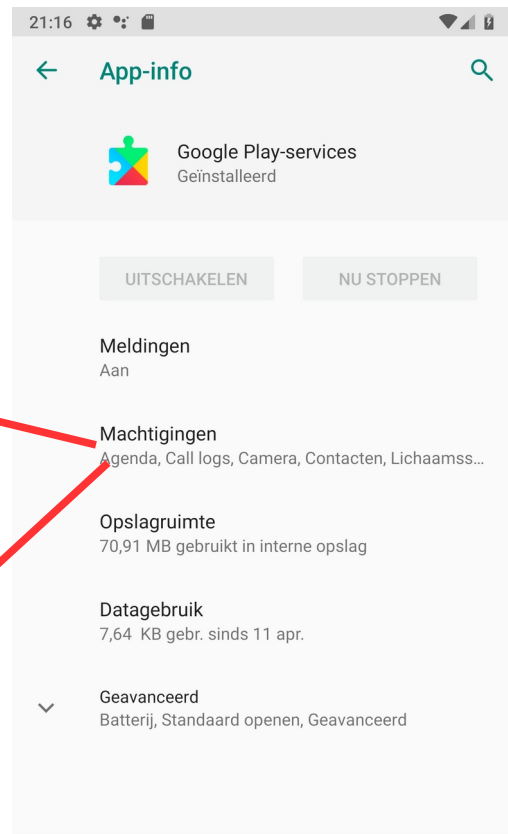 21:16
App-info
Google Play-services
Geïnstalleerd
UITSCHAKELEN NU STOPPEN
Meldingen
Aan
Machtigingen
Agenda, Call logs, Camera, Contacten, Lichaamss...
Opslagruimte
70,91 MB gebruikt in interne opslag
Datagebruik
7,64 KB gebr. sinds 11 apr.
Geavanceerd
Batterij, Standaard openen, Geavanceerd